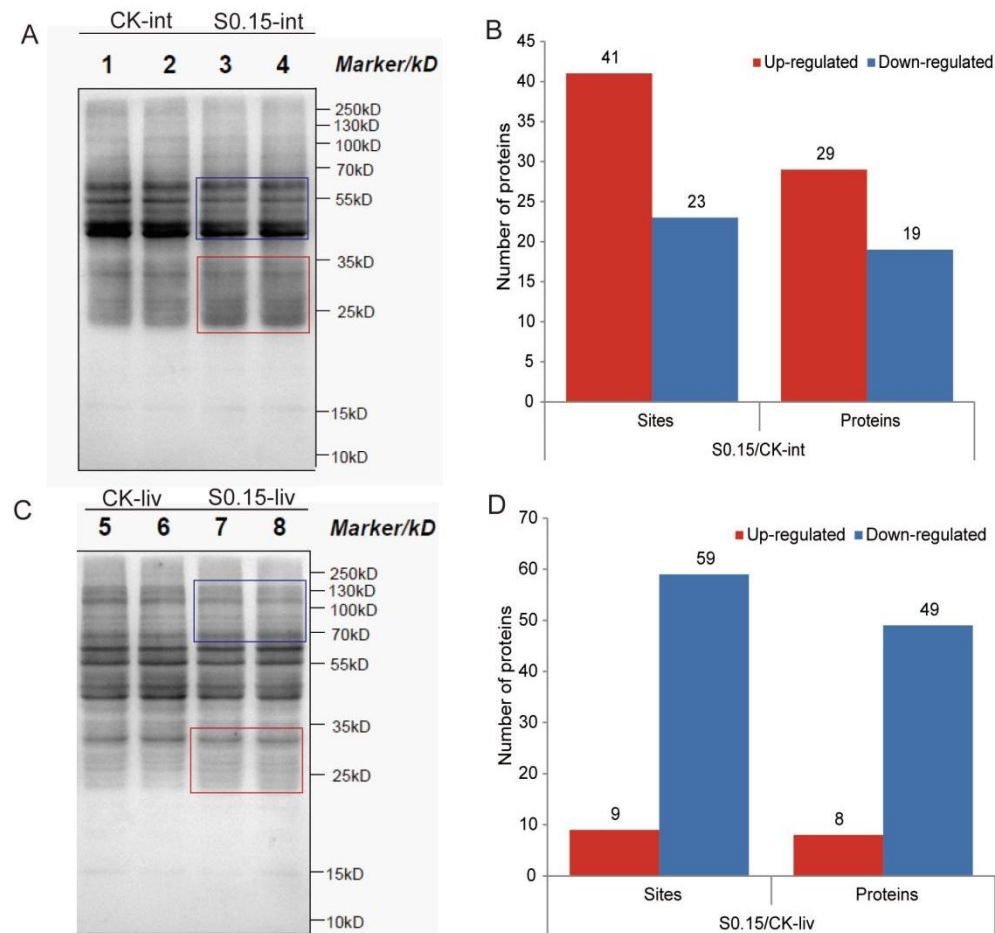 A
CK-int S0.15-int
1 2 3 4 Marker/kD
250kD
130kD
100kD
70kD
55kD
35kD
25kD
15kD
10kD
B
Up-regulated Down-regulated
Number of proteins
45
40
35
30
25
20
15
10
5
0
41
23
29
19
Sites Proteins
S0.15/CK-int
C
CK-liv S0.15-liv
5 6 7 8 Marker/kD
250kD
130kD
100kD
70kD
55kD
35kD
25kD
15kD
10kD
D
Up-regulated Down-regulated
Number of proteins
70
60
50
40
30
20
10
0
9
59
8
49
Sites Proteins
S0.15/CK-liv